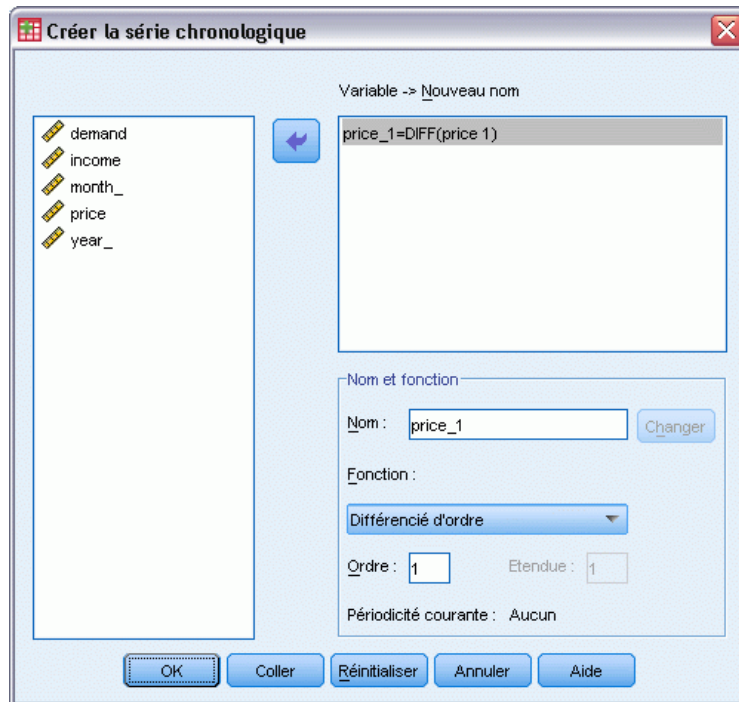 Créer la série chronologique
Variable -> Nouveau nom
demand
income
month_
price
year_
price_1=DIFF(price 1)
Nom et fonction
Nom : price_1 Changer
Fonction :
Différencié d'ordre
Ordre : 1 Etendue : 1
Périodicité courante : Aucun
OK Coller Réinitialiser Annuler Aide